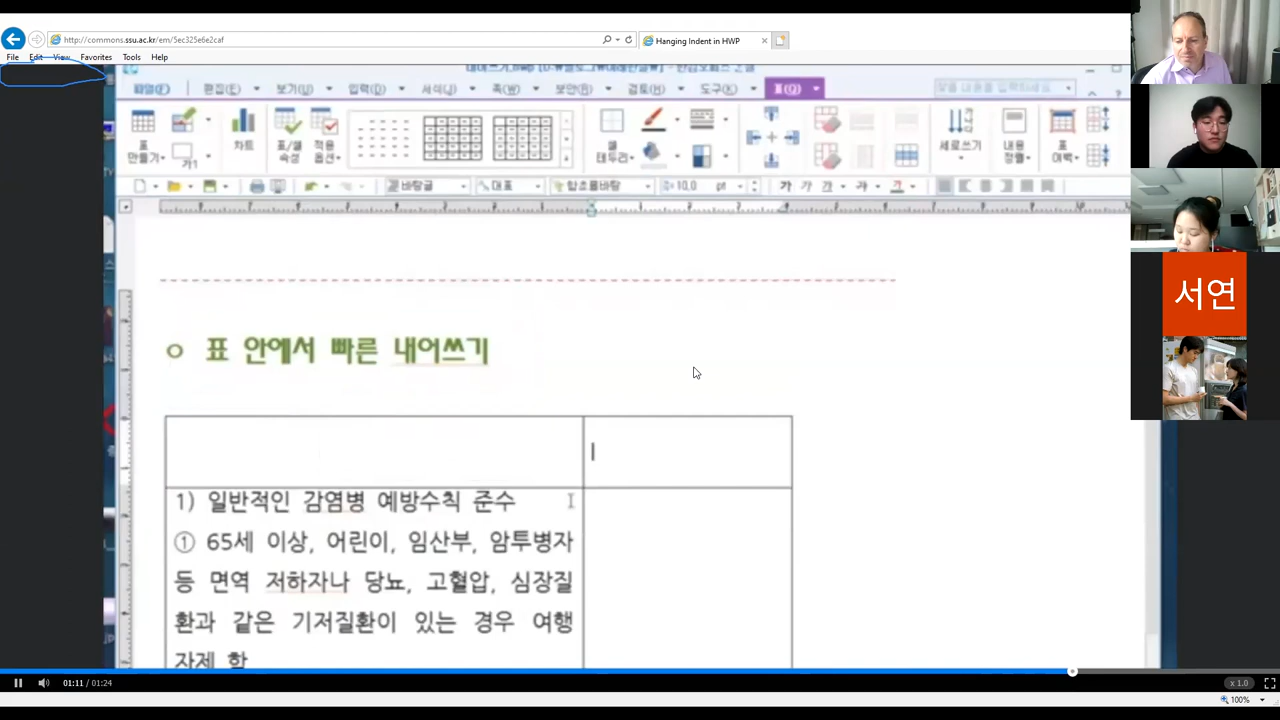 http://commons.ssu.ac.kr/em/5ec325e6e2caf
Hanging Indent in HWP
File Edit View Favorites Tools Help
파일(F) 편집(E) 보기(U) 입력(D) 서식(J) 쪽(W) 보안(B) 검토(H) 도구(K) 표(Q)
표 만들기 차트 표/셀 속성 적용 옵션 셀 테두리 세로쓰기 내용 정렬 표 여백
바탕글 대표 함초롬바탕 10.0 pt 가 가 가 가 가
ㅇ 표 안에서 빠른 내어쓰기
1) 일반적인 감염병 예방수칙 준수
① 65세 이상, 어린이, 임산부, 암투병자
등 면역 저하자나 당뇨, 고혈압, 심장질
환과 같은 기저질환이 있는 경우 여행
자제 할
서연
01:11 / 01:24
x 1.0
100%